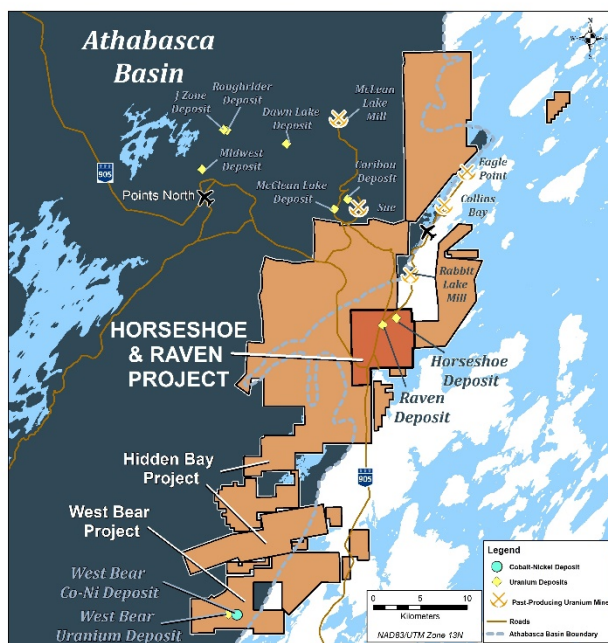 Athabasca
Basin
J Zone
Deposit
Roughrider
Deposit
Dawn Lake
Deposit
McLean
Lake
Mill
Midwest
Deposit
905
Points North
McClean Lake
Deposit
Caribou
Deposit
Sue
Eagle
Point
Collins
Bay
Rabbit
Lake
Mill
HORSESHOE
& RAVEN
PROJECT
Horseshoe
Deposit
Raven
Deposit
Hidden Bay
Project
905
West Bear
Project
West Bear
Co-Ni Deposit
West Bear
Uranium Deposit
0 5 10
Kilometers
NAD83/UTM Zone 13N
Legend
Cobalt-Nickel Deposit
Uranium Deposits
Past-Producing Uranium Mine
Roads
Athabasca Basin Boundary